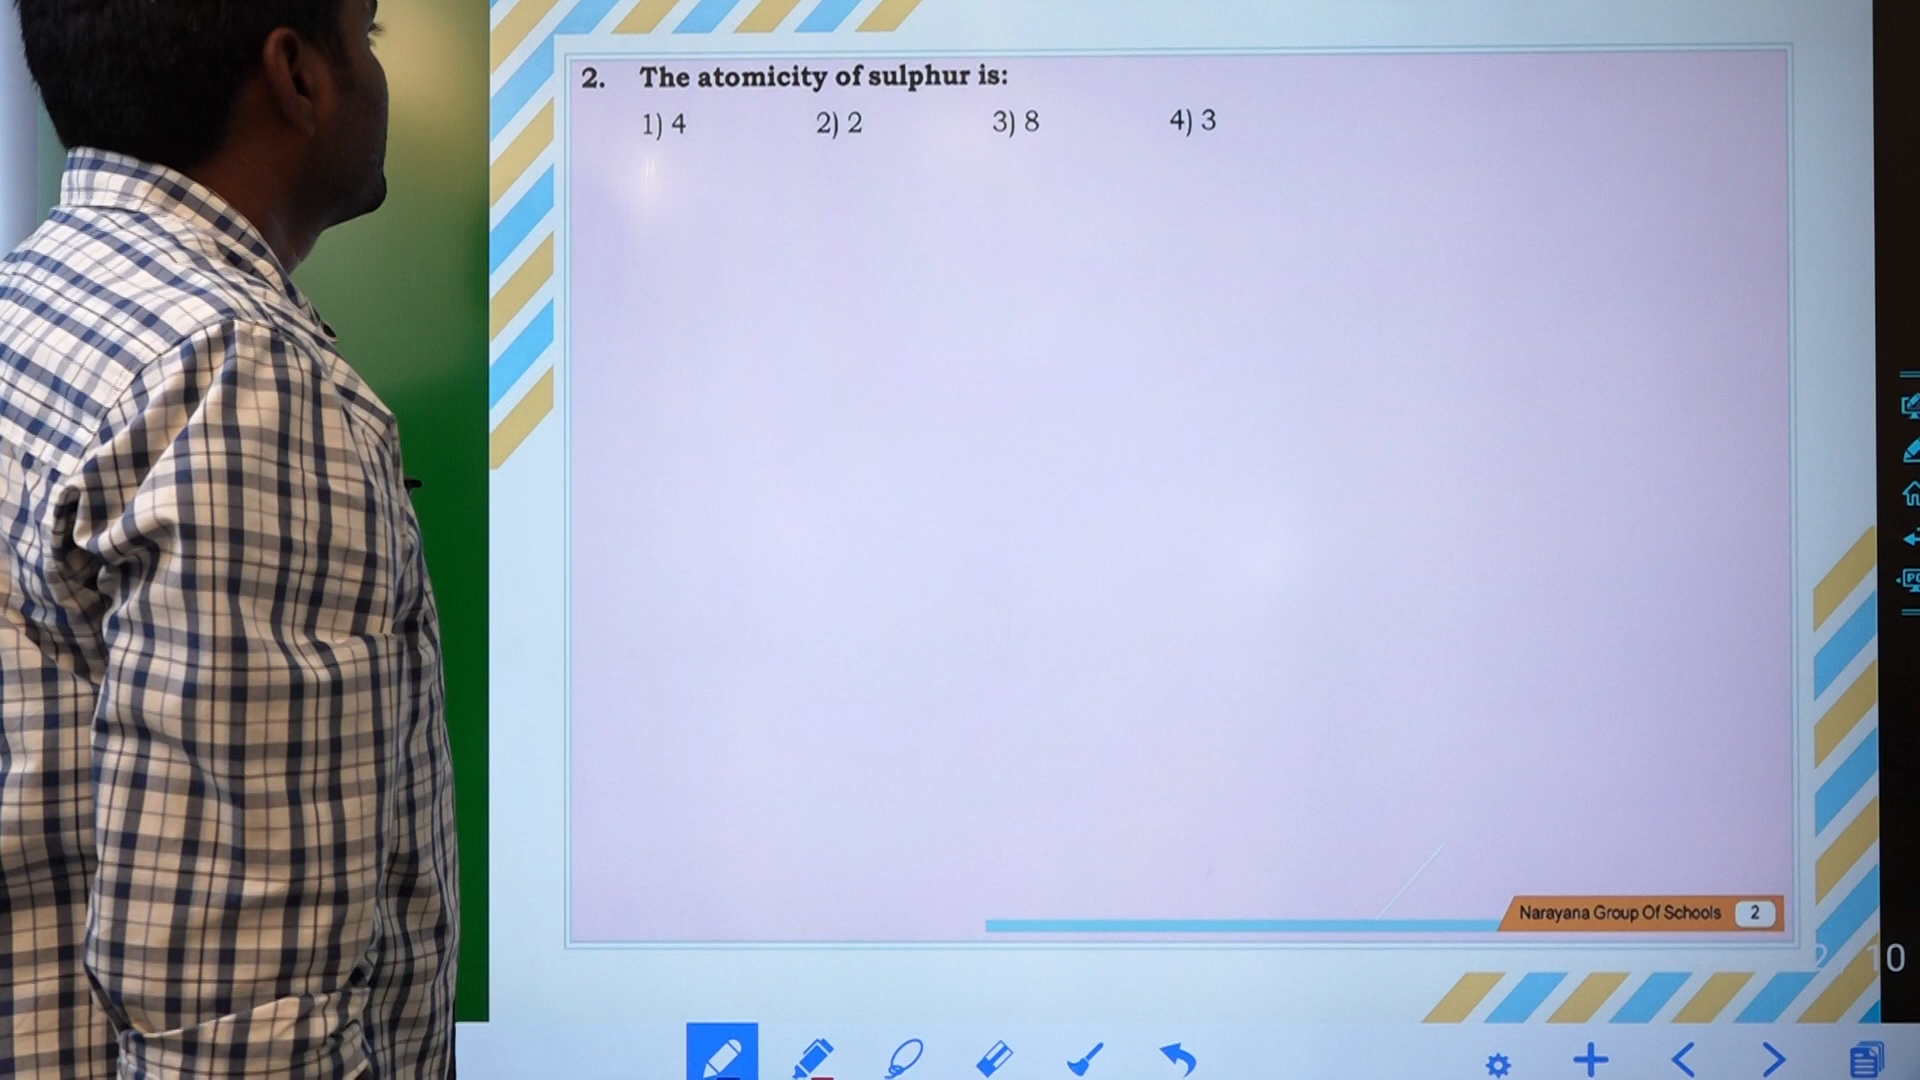 2. The atomicity of sulphur is:
1) 4 2) 2 3) 8 4) 3
Narayana Group Of Schools 2